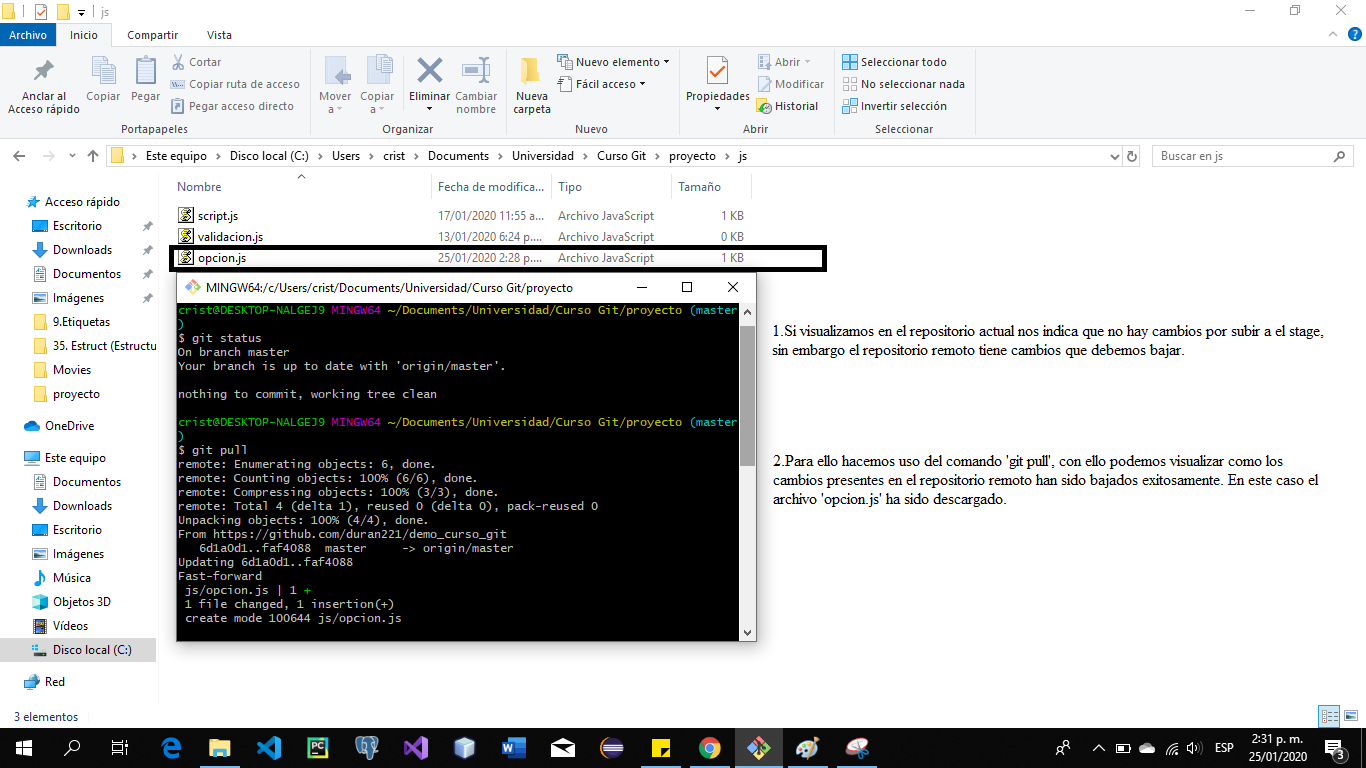 js
Archivo Inicio Compartir Vista
Anclar al Acceso rápido
Copiar
Pegar
Cortar
Copiar ruta de acceso
Pegar acceso directo
Portapapeles
Mover a
Copiar a
Eliminar
Cambiar nombre
Organizar
Nueva carpeta
Nuevo elemento
Fácil acceso
Nuevo
Propiedades
Abrir
Modificar
Historial
Abrir
Seleccionar todo
No seleccionar nada
Invertir selección
Seleccionar
Este equipo > Disco local (C:) > Users > crist > Documents > Universidad > Curso Git > proyecto > js
Buscar en js
Acceso rápido
Escritorio
Downloads
Documentos
Imágenes
9.Etiquetas
35. Estruct (Estructu
Movies
proyecto
OneDrive
Este equipo
Documentos
Downloads
Escritorio
Imágenes
Música
Objetos 3D
Vídeos
Disco local (C:)
Red
Nombre Fecha de modifica... Tipo Tamaño
script.js 17/01/2020 11:55 a... Archivo JavaScript 1 KB
validacion.js 13/01/2020 6:24 p.... Archivo JavaScript 0 KB
opcion.js 25/01/2020 2:28 p.... Archivo JavaScript 1 KB
MINGW64:/c/Users/crist/Documents/Universidad/Curso Git/proyecto
crist@DESKTOP-NALGEJ9 MINGW64 ~/Documents/Universidad/Curso Git/proyecto (master
)
$ git status
On branch master
Your branch is up to date with 'origin/master'.
nothing to commit, working tree clean
crist@DESKTOP-NALGEJ9 MINGW64 ~/Documents/Universidad/Curso Git/proyecto (master
)
$ git pull
remote: Enumerating objects: 6, done.
remote: Counting objects: 100% (6/6), done.
remote: Compressing objects: 100% (3/3), done.
remote: Total 4 (delta 1), reused 0 (delta 0), pack-reused 0
Unpacking objects: 100% (4/4), done.
From https://github.com/duran221/demo_curso_git
6d1a0d1..faf4088 master -> origin/master
Updating 6d1a0d1..faf4088
Fast-forward
js/opcion.js | 1 +
1 file changed, 1 insertion(+)
create mode 100644 js/opcion.js
1.Si visualizamos en el repositorio actual nos indica que no hay cambios por subir a el stage,
sin embargo el repositorio remoto tiene cambios que debemos bajar.
2.Para ello hacemos uso del comando 'git pull', con ello podemos visualizar como los
cambios presentes en el repositorio remoto han sido bajados exitosamente. En este caso el
archivo 'opcion.js' ha sido descargado.
3 elementos
ESP
2:31 p. m.
25/01/2020
3